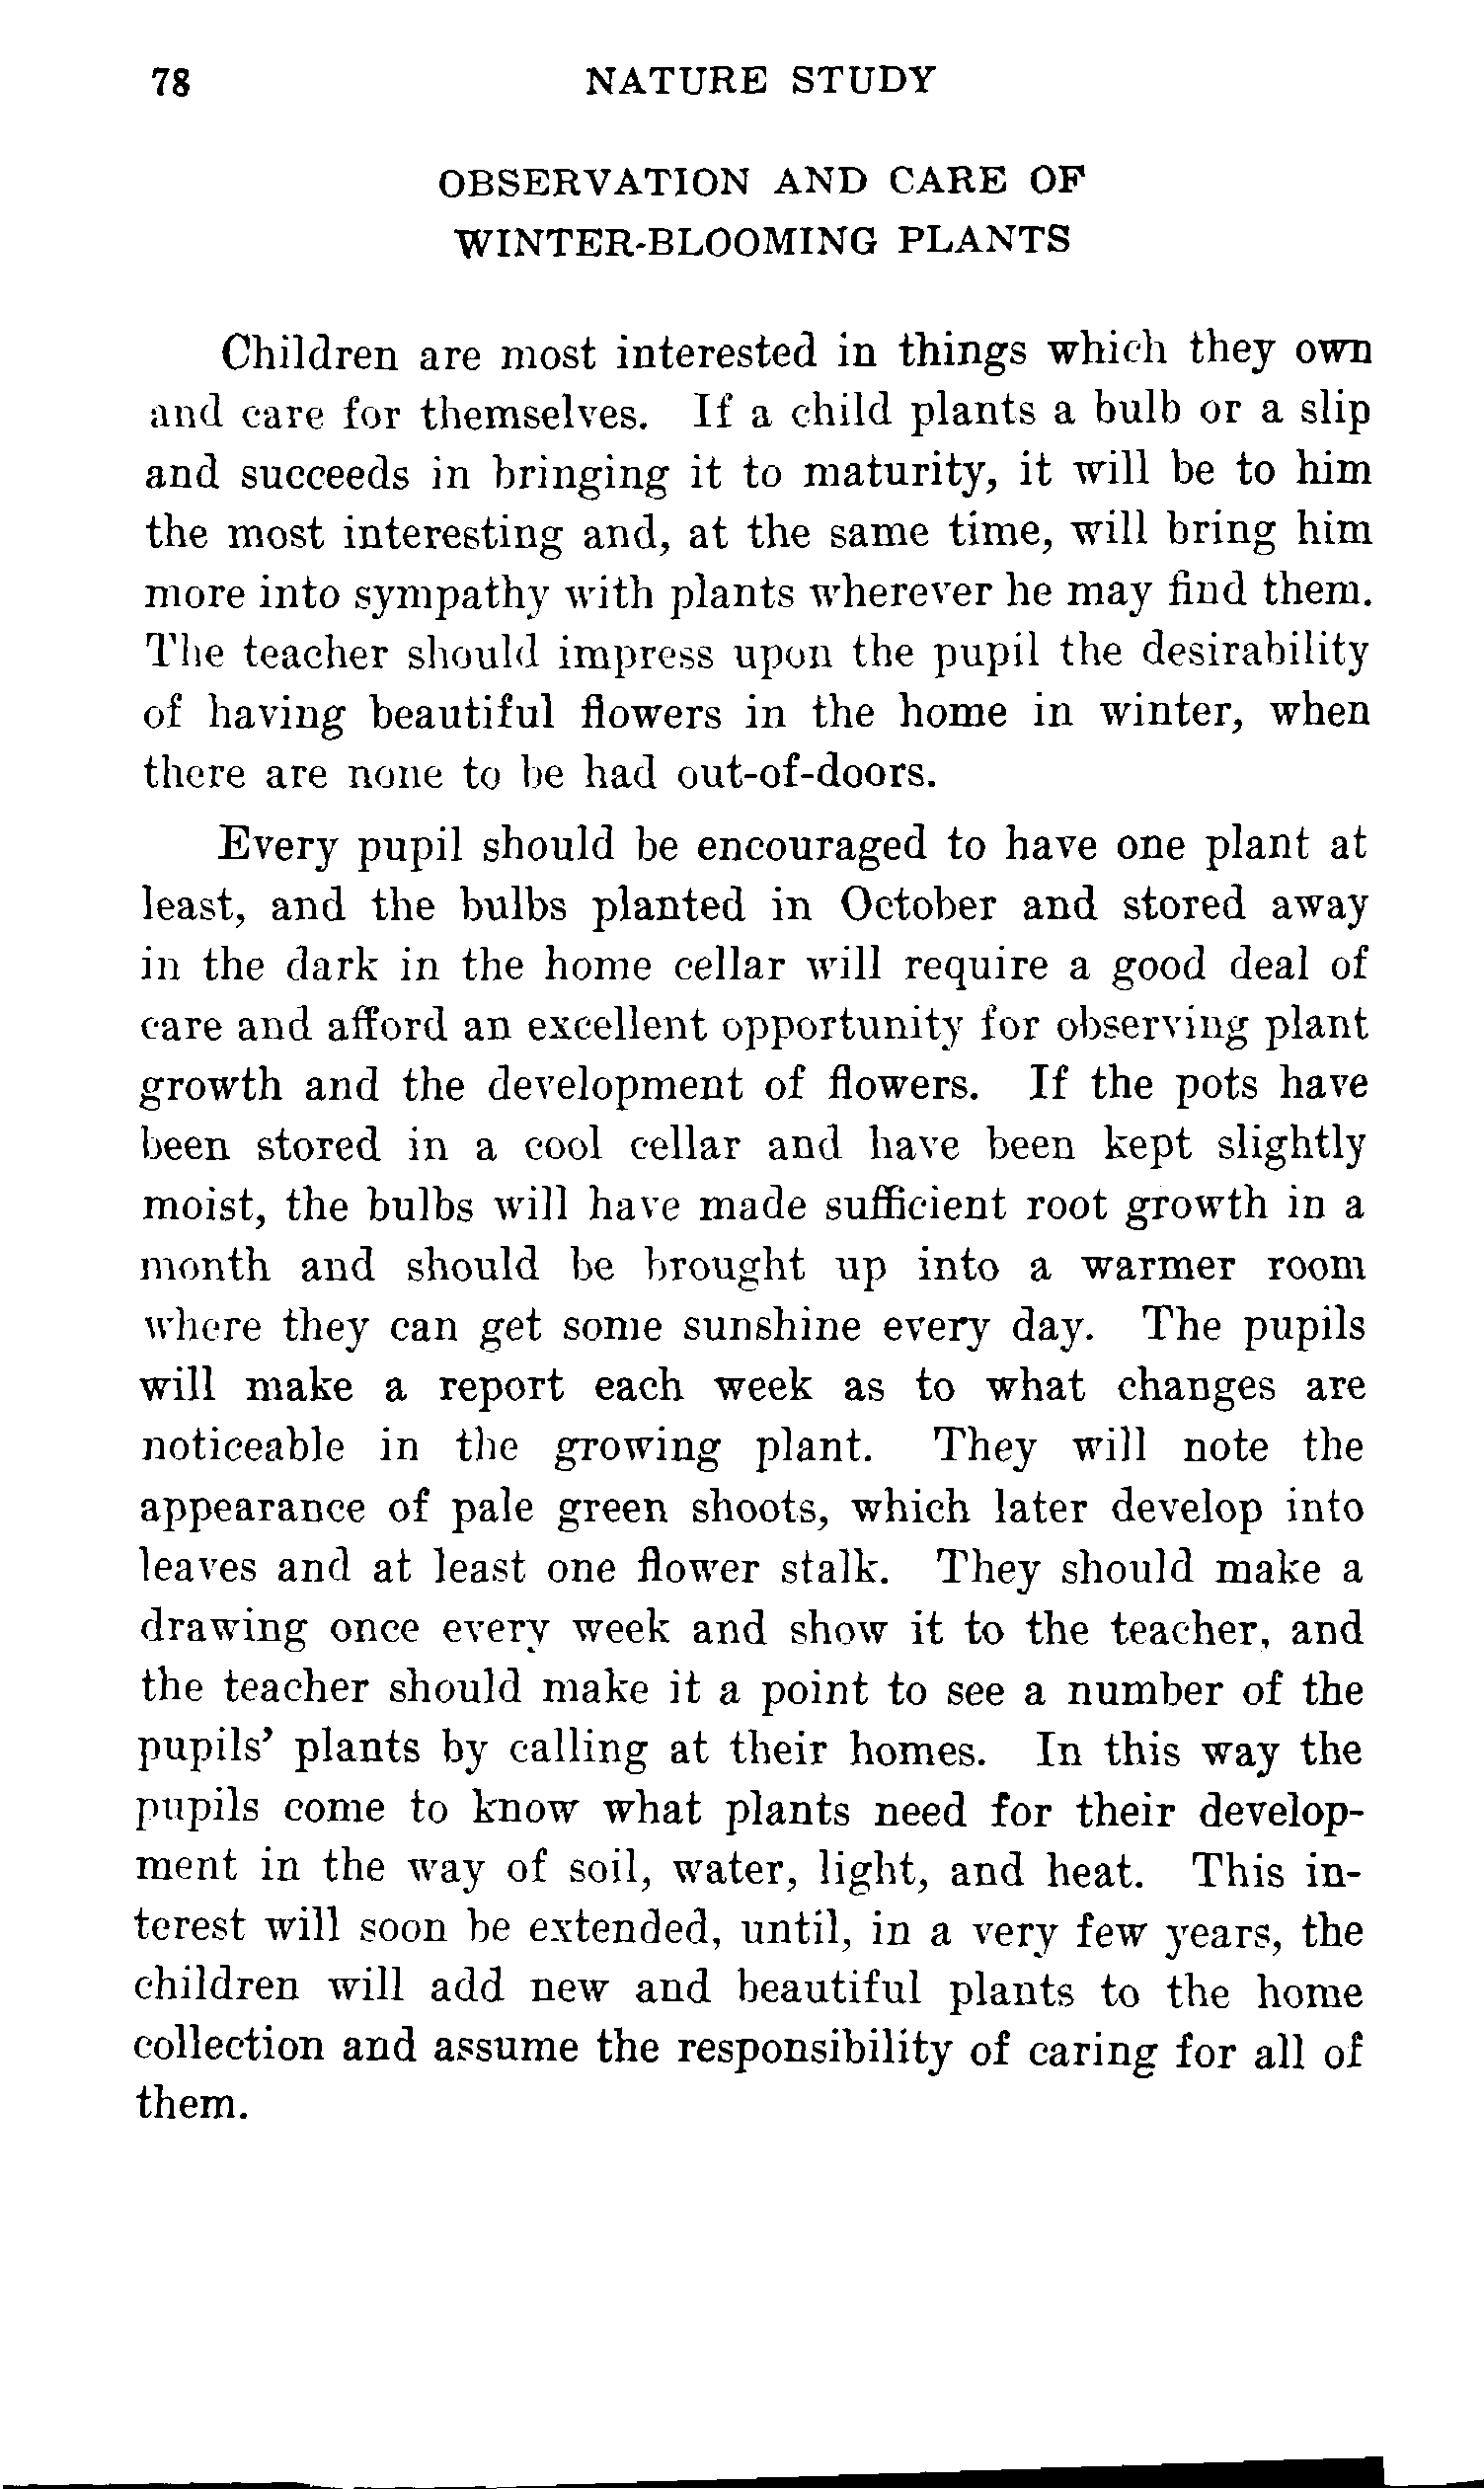 78 NATURE STUDY
OBSERVATION AND CARE OF
WINTER-BLOOMING PLANTS
Children are most interested in things which they own
and care for themselves. If a child plants a bulb or a slip
and succeeds in bringing it to maturity, it will be to him
the most interesting and, at the same time, will bring him
more into sympathy with plants wherever he may find them.
The teacher should impress upon the pupil the desirability
of having beautiful flowers in the home in winter, when
there are none to be had out-of-doors.
Every pupil should be encouraged to have one plant at
least, and the bulbs planted in October and stored away
in the dark in the home cellar will require a good deal of
care and afford an excellent opportunity for observing plant
growth and the development of flowers. If the pots have
been stored in a cool cellar and have been kept slightly
moist, the bulbs will have made sufficient root growth in a
month and should be brought up into a warmer room
where they can get some sunshine every day. The pupils
will make a report each week as to what changes are
noticeable in the growing plant. They will note the
appearance of pale green shoots, which later develop into
leaves and at least one flower stalk. They should make a
drawing once every week and show it to the teacher, and
the teacher should make it a point to see a number of the
pupils' plants by calling at their homes. In this way the
pupils come to know what plants need for their develop-
ment in the way of soil, water, light, and heat. This in-
terest will soon be extended, until, in a very few years, the
children will add new and beautiful plants to the home
collection and assume the responsibility of caring for all of
them.